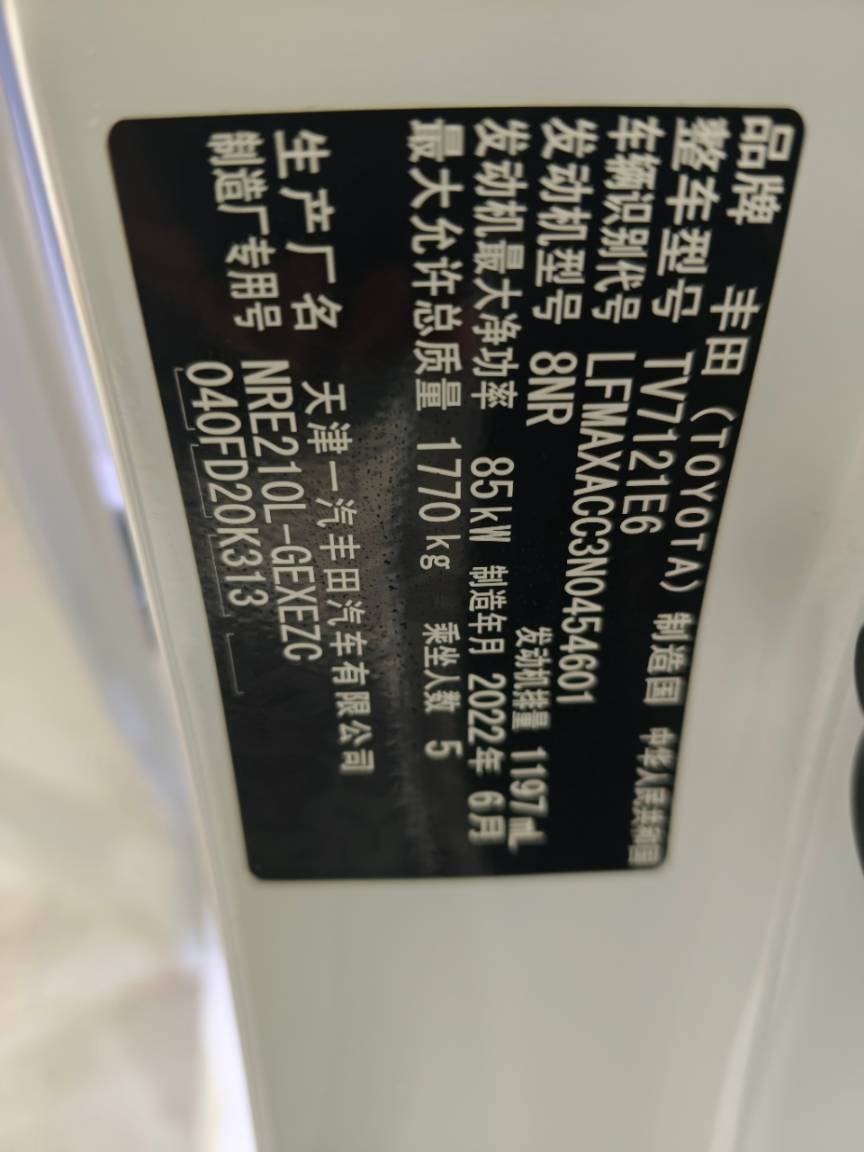 品牌 丰田（TOYOTA） 制造国 中华人民共和国
整车型号 TV7121E6
车辆识别代号 LFMAXACC3N0454601
发动机型号 8NR 发动机排量 1197mL
发动机最大净功率 85kW 制造年月 2022年 6月
最大允许总质量 1770kg 乘坐人数 5
生产厂名 天津一汽丰田汽车有限公司
制造厂专用号 NRE210L-GEXEZC
040FD20K313